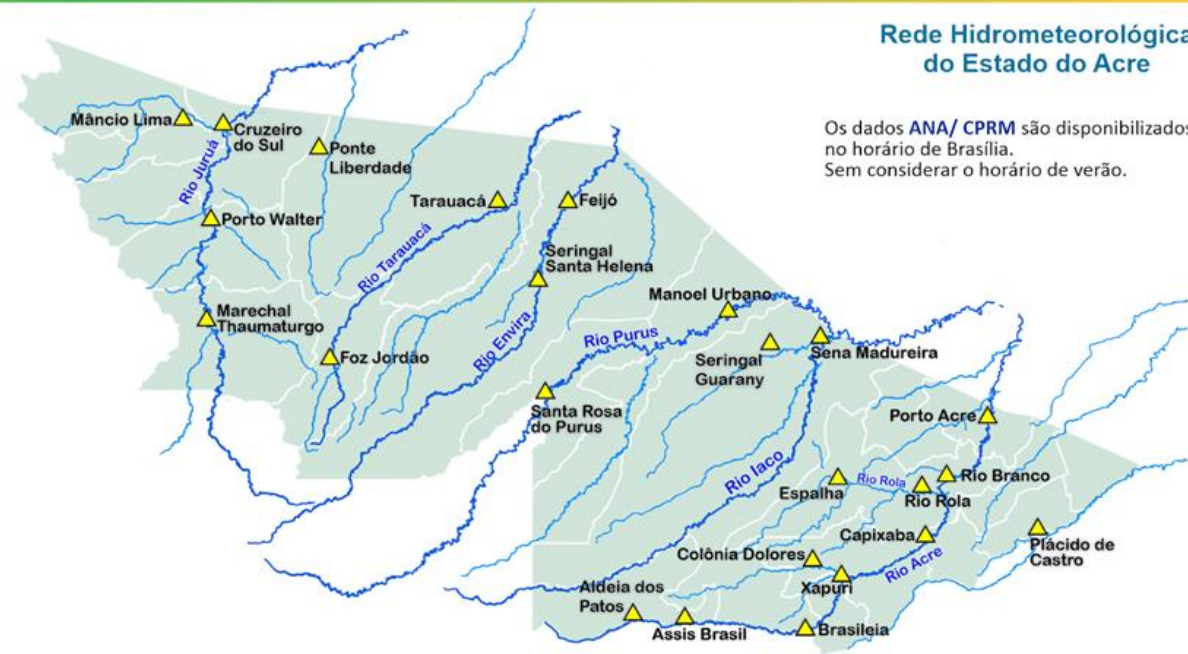 Rede Hidrometeorológica
do Estado do Acre
Os dados ANA/ CPRM são disponibilizados
no horário de Brasília.
Sem considerar o horário de verão.
Mâncio Lima
Cruzeiro
do Sul
Ponte
Liberdade
Rio Juruá
Porto Walter
Tarauacá
Feijó
Rio Tarauacá
Seringal
Santa Helena
Marechal
Thaumaturgo
Foz Jordão
Rio Envira
Manoel Urbano
Rio Purus
Seringal
Guarany
Sena Madureira
Santa Rosa
do Purus
Porto Acre
Rio Iaco
Espalha
Rio Rola
Rio Rola
Rio Branco
Capixaba
Plácido de
Castro
Colônia Dolores
Rio Acre
Xapuri
Aldeia dos
Patos
Assis Brasil
Brasileia